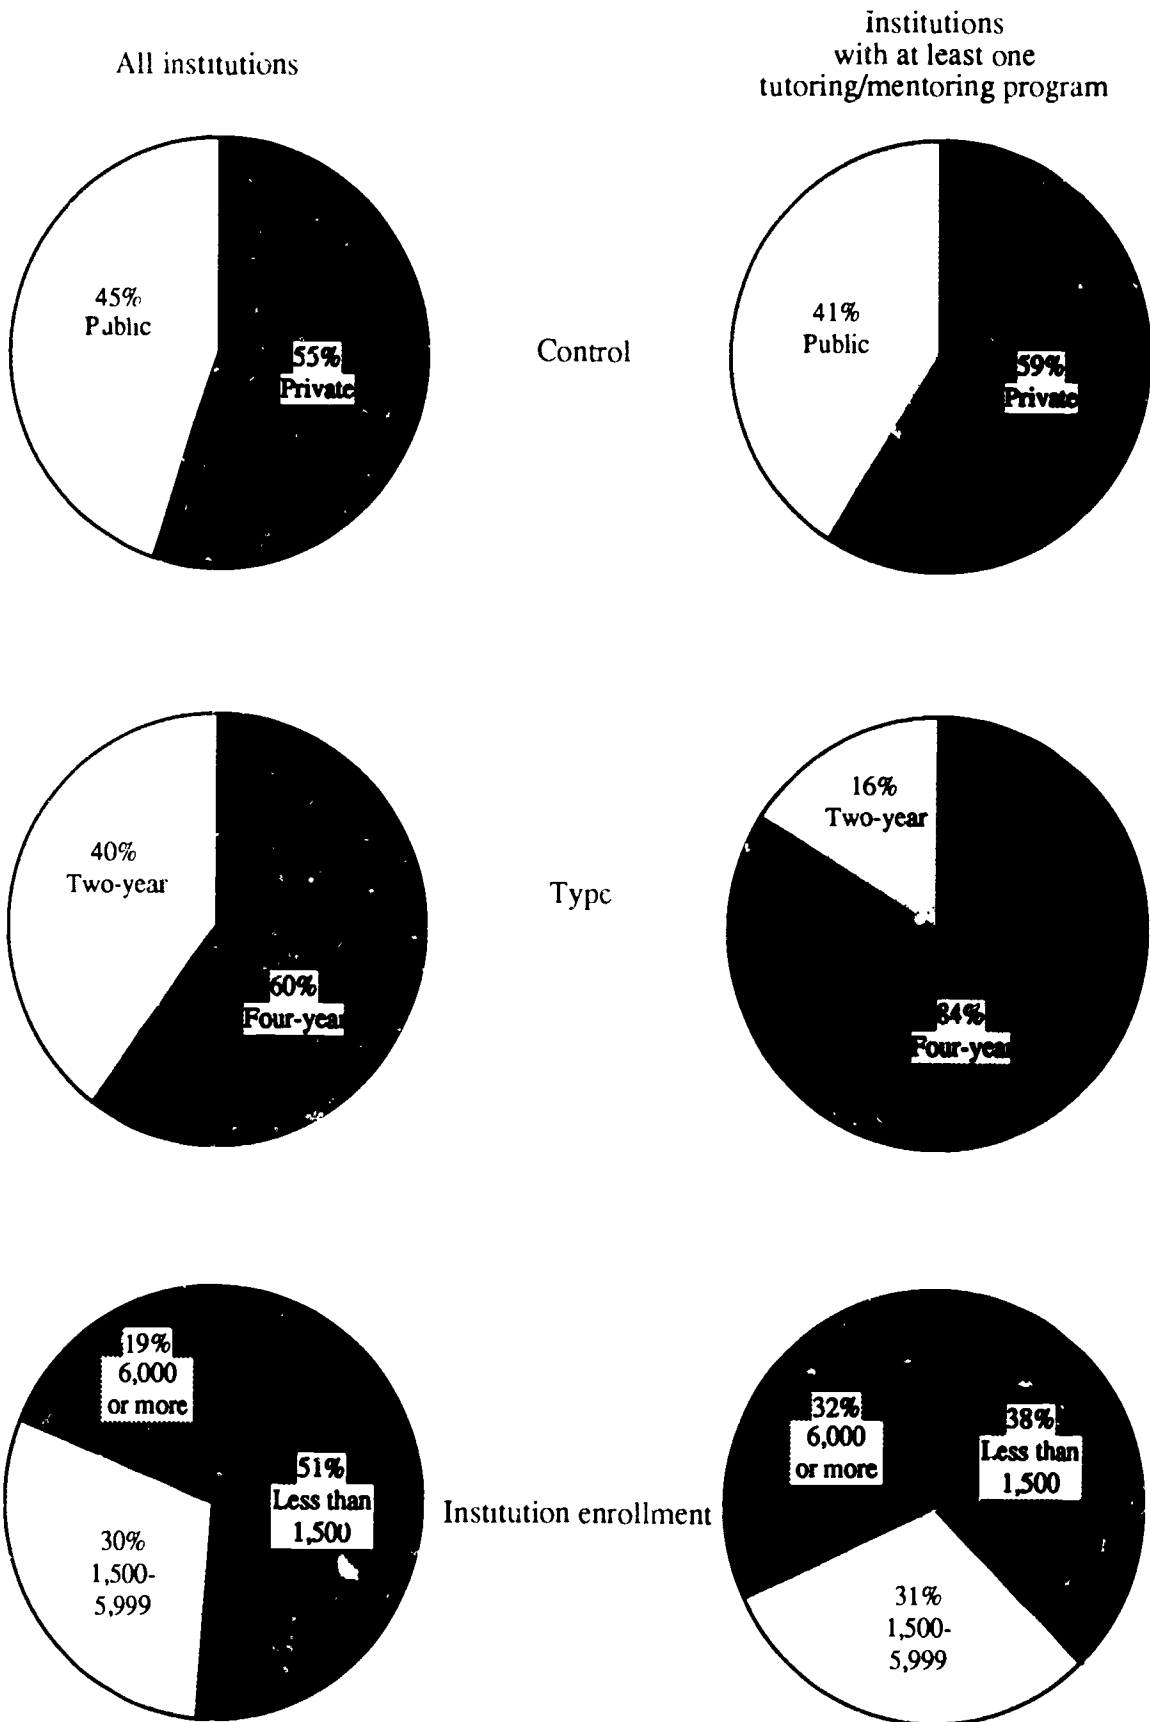 All institutions
Institutions
with at least one
tutoring/mentoring program
45%
Public
55%
Private
Control
41%
Public
59%
Private
40%
Two-year
60%
Four-year
Type
16%
Two-year
84%
Four-year
19%
6,000
or more
51%
Less than
1,500
30%
1,500-
5,999
Institution enrollment
32%
6,000
or more
38%
Less than
1,500
31%
1,500-
5,999